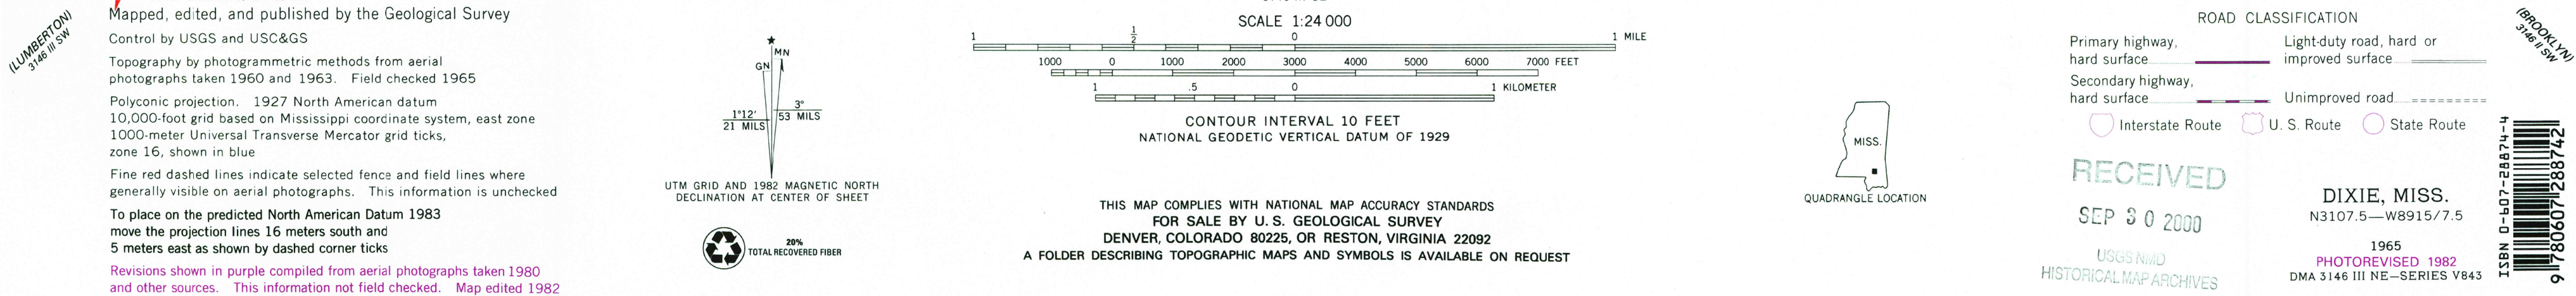 (LUMBERTON)
3146 III SW
Mapped, edited, and published by the Geological Survey
Control by USGS and USC&GS
Topography by photogrammetric methods from aerial
photographs taken 1960 and 1963. Field checked 1965
Polyconic projection. 1927 North American datum
10,000-foot grid based on Mississippi coordinate system, east zone
1000-meter Universal Transverse Mercator grid ticks,
zone 16, shown in blue
Fine red dashed lines indicate selected fence and field lines where
generally visible on aerial photographs. This information is unchecked
To place on the predicted North American Datum 1983
move the projection lines 16 meters south and
5 meters east as shown by dashed corner ticks
Revisions shown in purple compiled from aerial photographs taken 1980
and other sources. This information not field checked. Map edited 1982
★
MN
GN
1°12′
21 MILS
3°
53 MILS
UTM GRID AND 1982 MAGNETIC NORTH
DECLINATION AT CENTER OF SHEET
20%
TOTAL RECOVERED FIBER
SCALE 1:24 000
1 1/2 0 1 MILE
1000 0 1000 2000 3000 4000 5000 6000 7000 FEET
1 .5 0 1 KILOMETER
CONTOUR INTERVAL 10 FEET
NATIONAL GEODETIC VERTICAL DATUM OF 1929
THIS MAP COMPLIES WITH NATIONAL MAP ACCURACY STANDARDS
FOR SALE BY U. S. GEOLOGICAL SURVEY
DENVER, COLORADO 80225, OR RESTON, VIRGINIA 22092
A FOLDER DESCRIBING TOPOGRAPHIC MAPS AND SYMBOLS IS AVAILABLE ON REQUEST
MISS.
QUADRANGLE LOCATION
ROAD CLASSIFICATION
Primary highway,
hard surface
Light-duty road, hard or
improved surface
Secondary highway,
hard surface
Unimproved road
Interstate Route
U. S. Route
State Route
RECEIVED
SEP 30 2000
USGS NMD
HISTORICAL MAP ARCHIVES
DIXIE, MISS.
N3107.5—W8915/7.5
1965
PHOTOREVISED 1982
DMA 3146 III NE—SERIES V843
(BROOKLYN)
3146 II SW
ISBN 0-607-28874-4
9 780607 288742